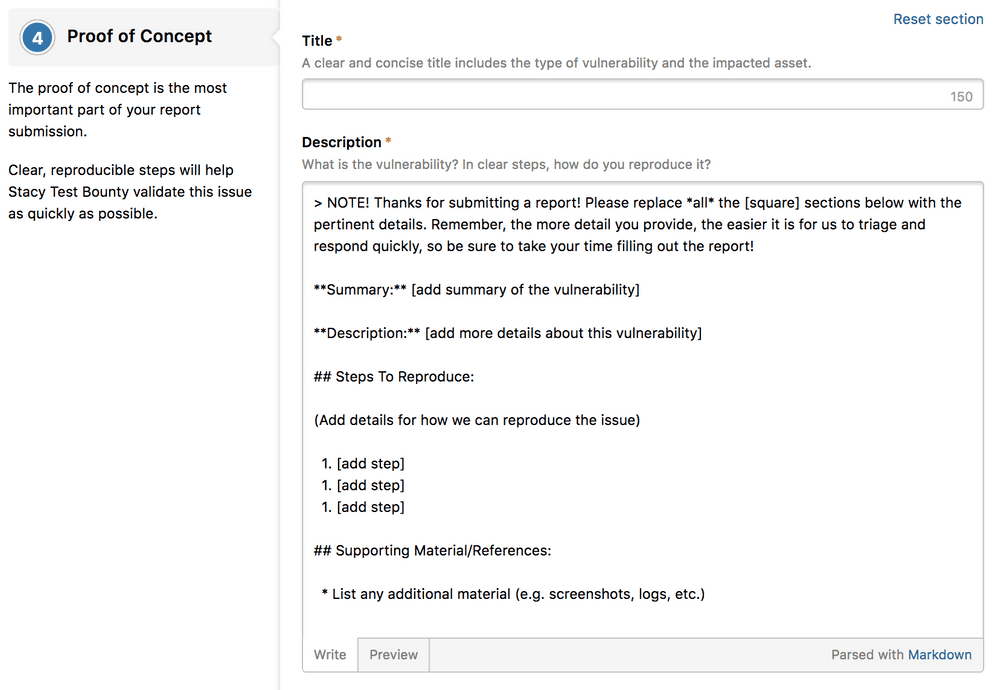 4 Proof of Concept
The proof of concept is the most
important part of your report
submission.
Clear, reproducible steps will help
Stacy Test Bounty validate this issue
as quickly as possible.
Reset section
Title *
A clear and concise title includes the type of vulnerability and the impacted asset.
150
Description *
What is the vulnerability? In clear steps, how do you reproduce it?
> NOTE! Thanks for submitting a report! Please replace *all* the [square] sections below with the
pertinent details. Remember, the more detail you provide, the easier it is for us to triage and
respond quickly, so be sure to take your time filling out the report!
**Summary:** [add summary of the vulnerability]
**Description:** [add more details about this vulnerability]
## Steps To Reproduce:
(Add details for how we can reproduce the issue)
1. [add step]
1. [add step]
1. [add step]
## Supporting Material/References:
* List any additional material (e.g. screenshots, logs, etc.)
Write Preview Parsed with Markdown